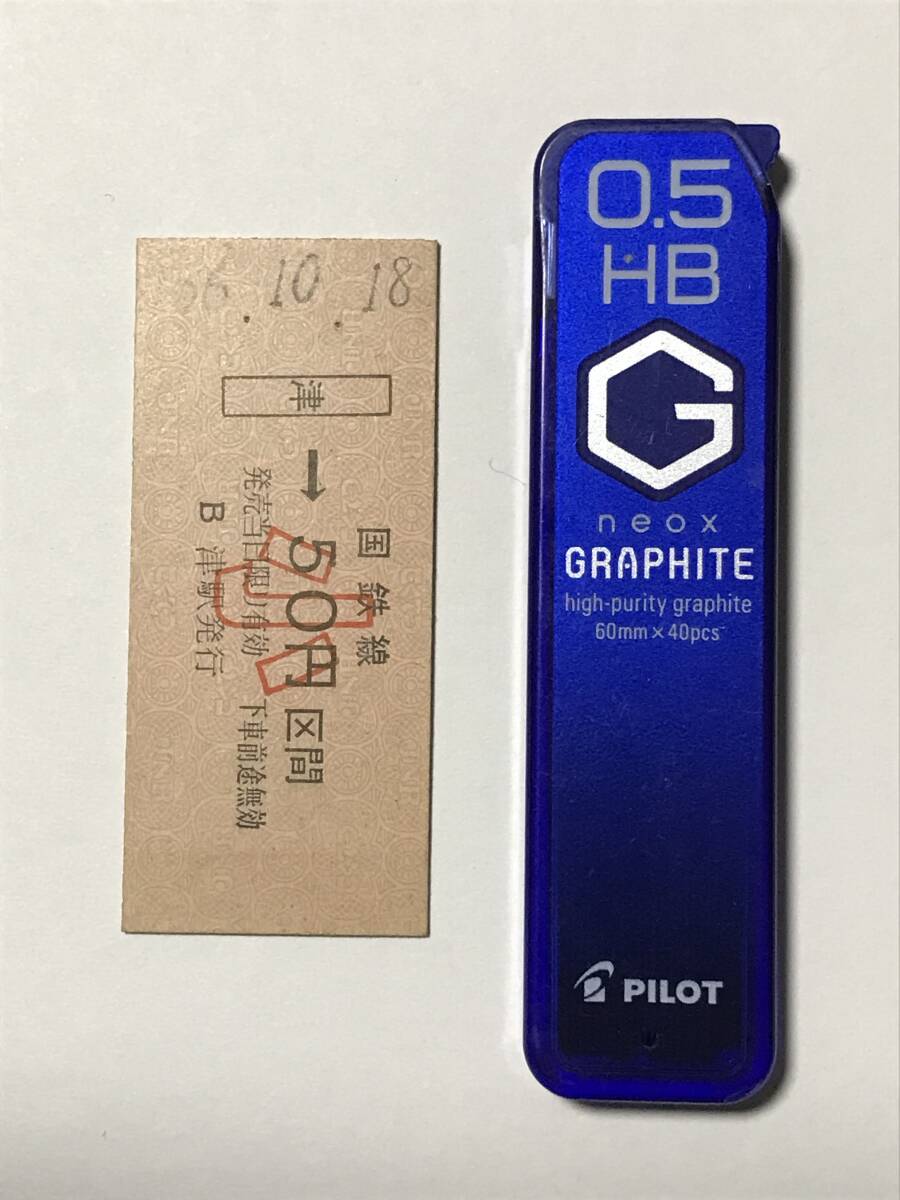 56.10.18
津
国鉄線
→ 50円 区間
小
発売当日限り有効 下車前途無効
B 津駅発行
0.5
HB
G
neox
GRAPHITE
high-purity graphite
60mm×40pcs
PILOT